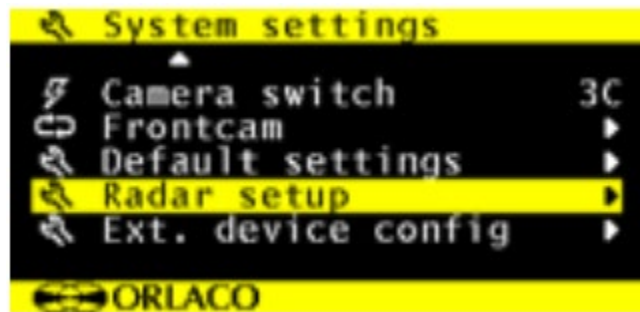 System settings
Camera switch 3C
Frontcam
Default settings
Radar setup
Ext. device config
ORLACO